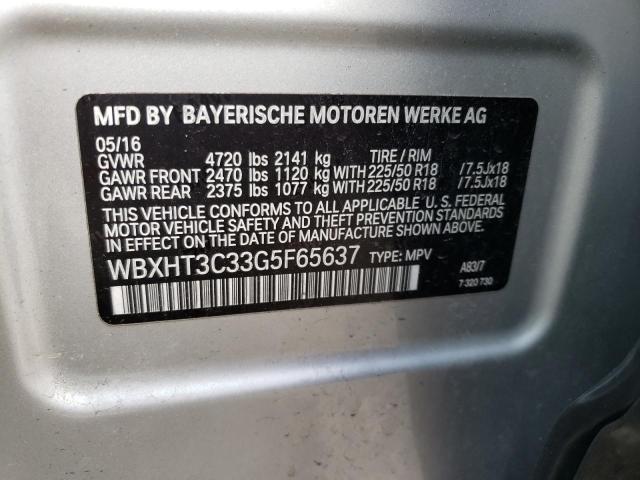 MFD BY BAYERISCHE MOTOREN WERKE AG
05/16
GVWR 4720 lbs 2141 kg TIRE / RIM
GAWR FRONT 2470 lbs 1120 kg WITH 225/50 R18 /7.5Jx18
GAWR REAR 2375 lbs 1077 kg WITH 225/50 R18 /7.5Jx18
THIS VEHICLE CONFORMS TO ALL APPLICABLE U. S. FEDERAL
MOTOR VEHICLE SAFETY AND THEFT PREVENTION STANDARDS
IN EFFECT ON THE DATE OF MANUFACTURE SHOWN ABOVE.
WBXHT3C33G5F65637 TYPE: MPV A83/7
7 320 730